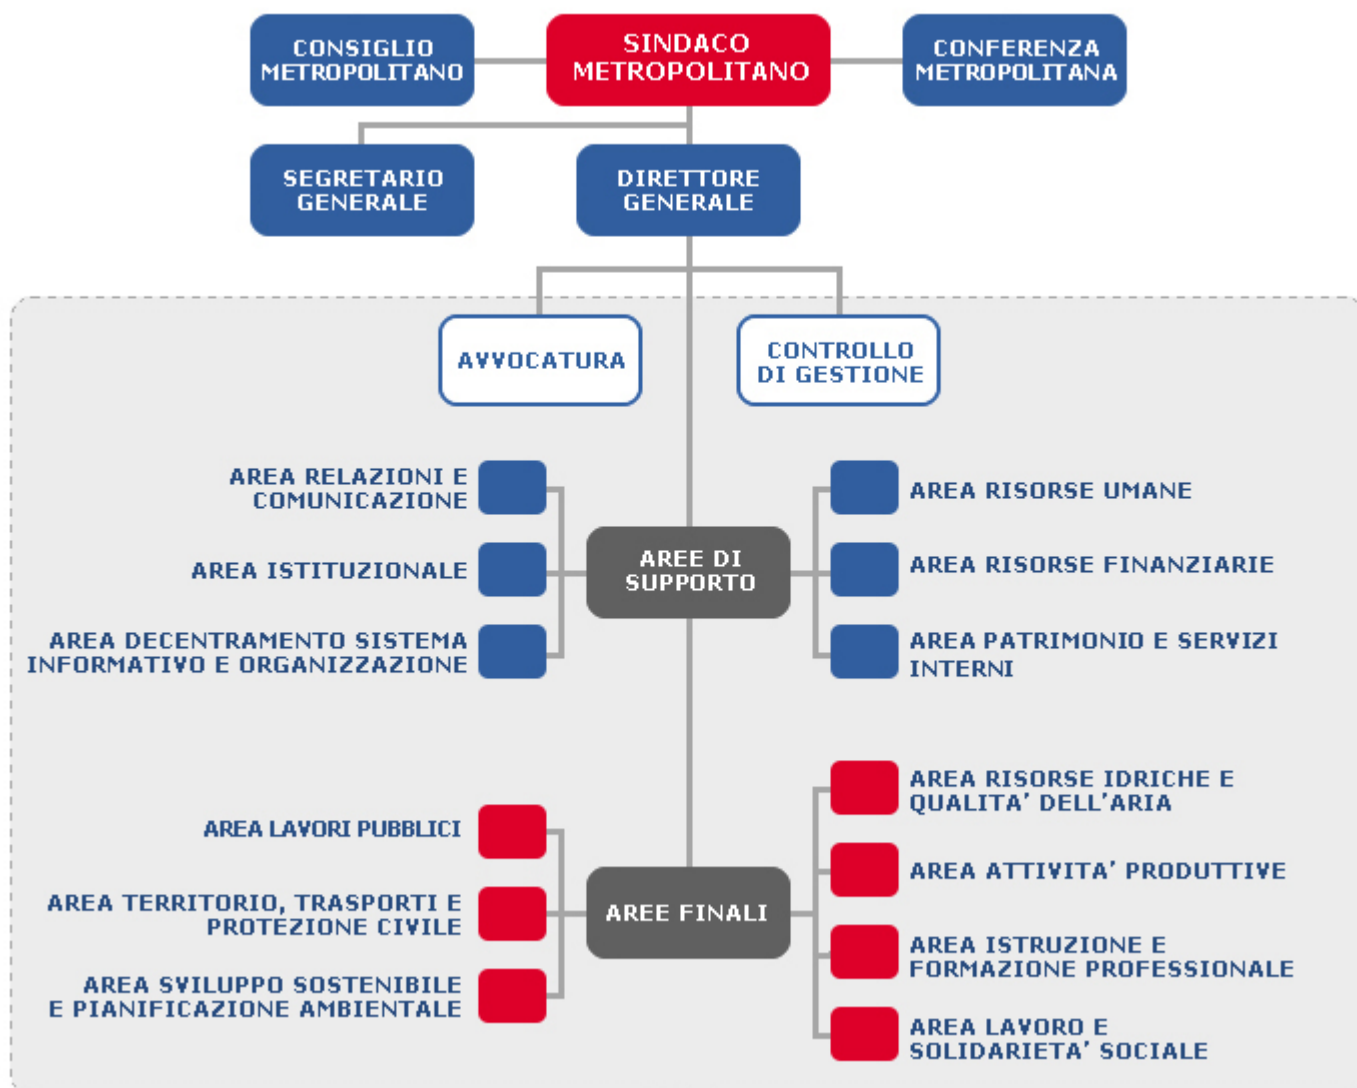 CONSIGLIO
METROPOLITANO
SINDACO
METROPOLITANO
CONFERENZA
METROPOLITANA
SEGRETARIO
GENERALE
DIRETTORE
GENERALE
AVVOCATURA
CONTROLLO
DI GESTIONE
AREA RELAZIONI E
COMUNICAZIONE
AREA ISTITUZIONALE
AREA DECENTRAMENTO SISTEMA
INFORMATIVO E ORGANIZZAZIONE
AREE DI
SUPPORTO
AREA RISORSE UMANE
AREA RISORSE FINANZIARIE
AREA PATRIMONIO E SERVIZI
INTERNI
AREA LAVORI PUBBLICI
AREA TERRITORIO, TRASPORTI E
PROTEZIONE CIVILE
AREA SVILUPPO SOSTENIBILE
E PIANIFICAZIONE AMBIENTALE
AREE FINALI
AREA RISORSE IDRICHE E
QUALITA’ DELL’ARIA
AREA ATTIVITA’ PRODUTTIVE
AREA ISTRUZIONE E
FORMAZIONE PROFESSIONALE
AREA LAVORO E
SOLIDARIETA’ SOCIALE